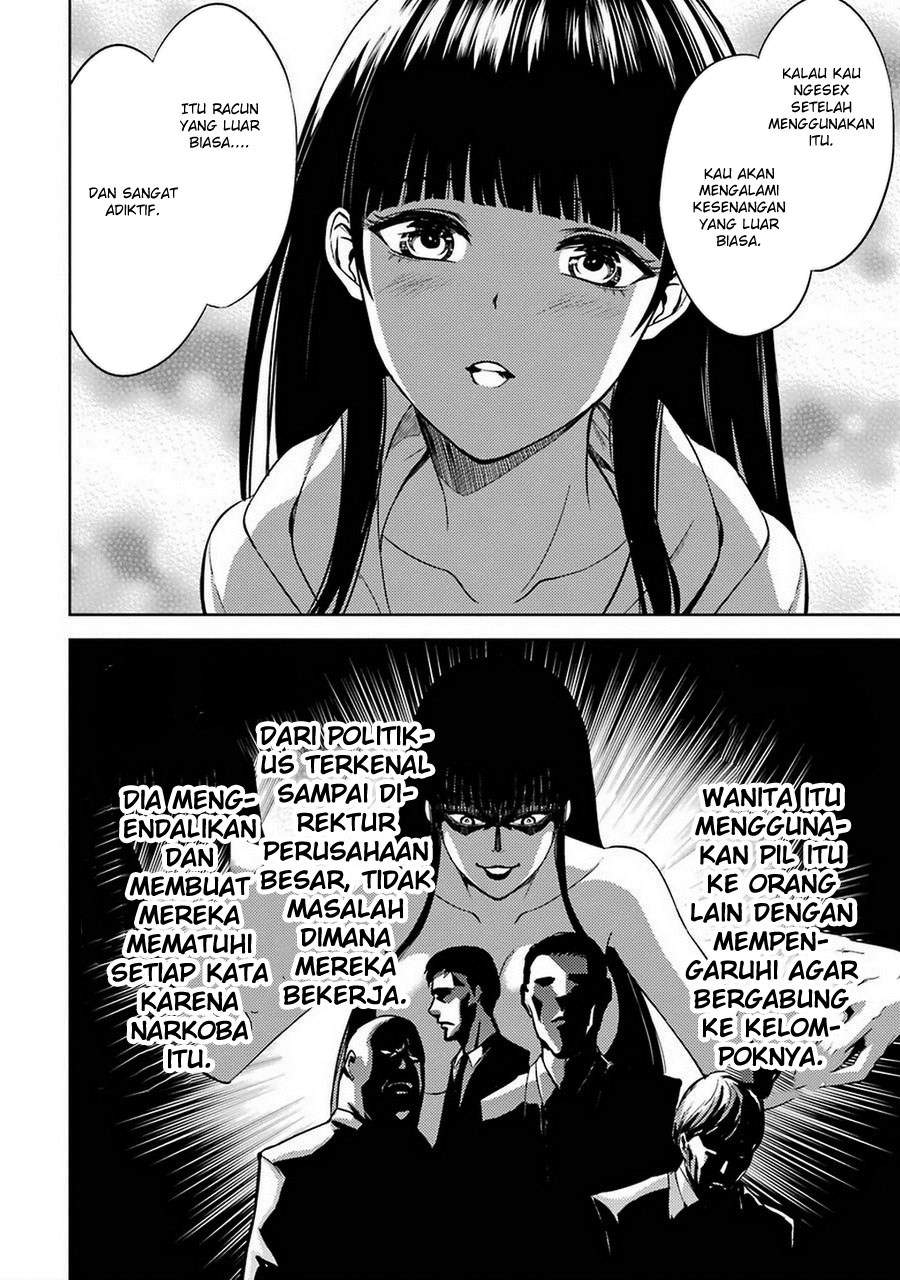 KALAU KAU
NGESEX
SETELAH
MENGGUNAKAN
ITU.
KAU AKAN
MENGALAMI
KESENANGAN
YANG LUAR
BIASA.
ITU RACUN
YANG LUAR
BIASA....
DAN SANGAT
ADIKTIF.
WANITA ITU
MENGGUNA-
KAN PIL ITU
KE ORANG
LAIN DENGAN
MEMPEN-
GARUHI AGAR
BERGABUNG
KE KELOM-
POKNYA.
DARI POLITIK-
US TERKENAL
SAMPAI DI-
REKTUR
PERUSAHAAN
BESAR, TIDAK
MASALAH
DIMANA
MEREKA
BEKERJA.
DIA MENG-
ENDALIKAN
DAN
MEMBUAT
MEREKA
MEMATUHI
SETIAP KATA
KARENA
NARKOBA
ITU.